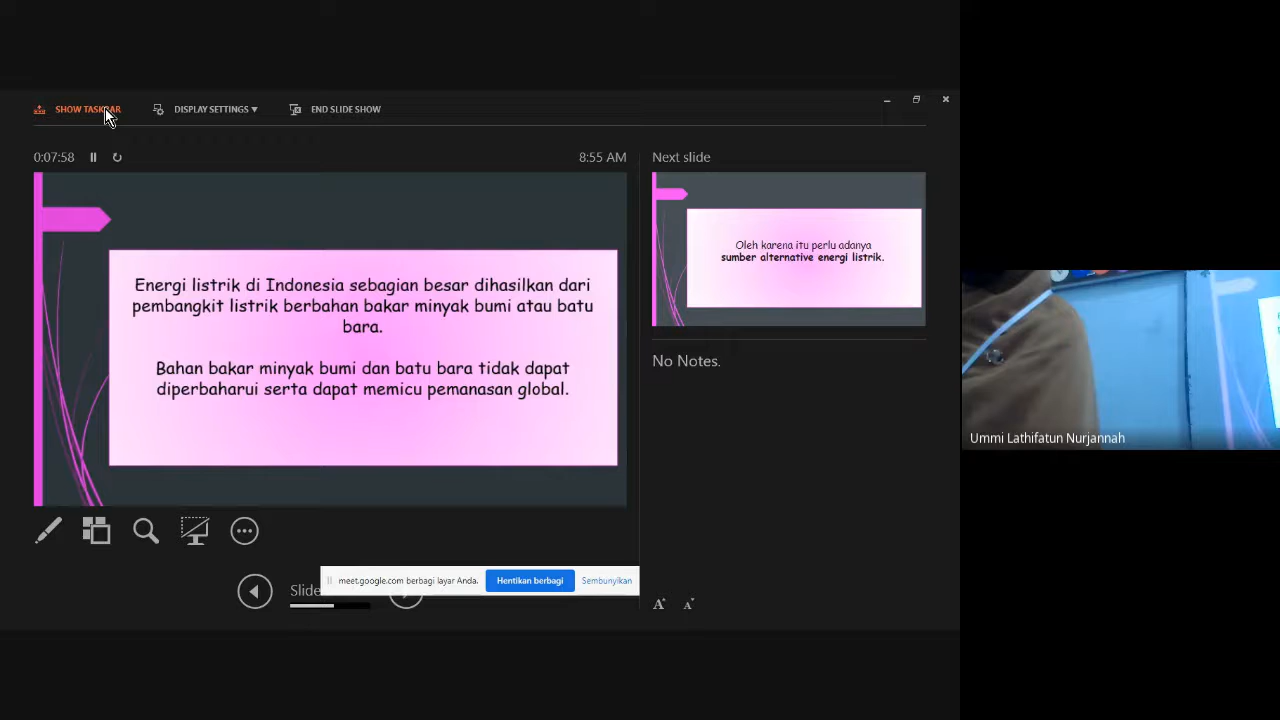 SHOW TASKBAR
DISPLAY SETTINGS
END SLIDE SHOW
0:07:58
8:55 AM
Energi listrik di Indonesia sebagian besar dihasilkan dari
pembangkit listrik berbahan bakar minyak bumi atau batu
bara.
Bahan bakar minyak bumi dan batu bara tidak dapat
diperbaharui serta dapat memicu pemanasan global.
Next slide
Oleh karena itu perlu adanya
sumber alternative energi listrik.
No Notes.
Slide
meet.google.com berbagi layar Anda.
Hentikan berbagi
Sembunyikan
A
A
Ummi Lathifatun Nurjannah